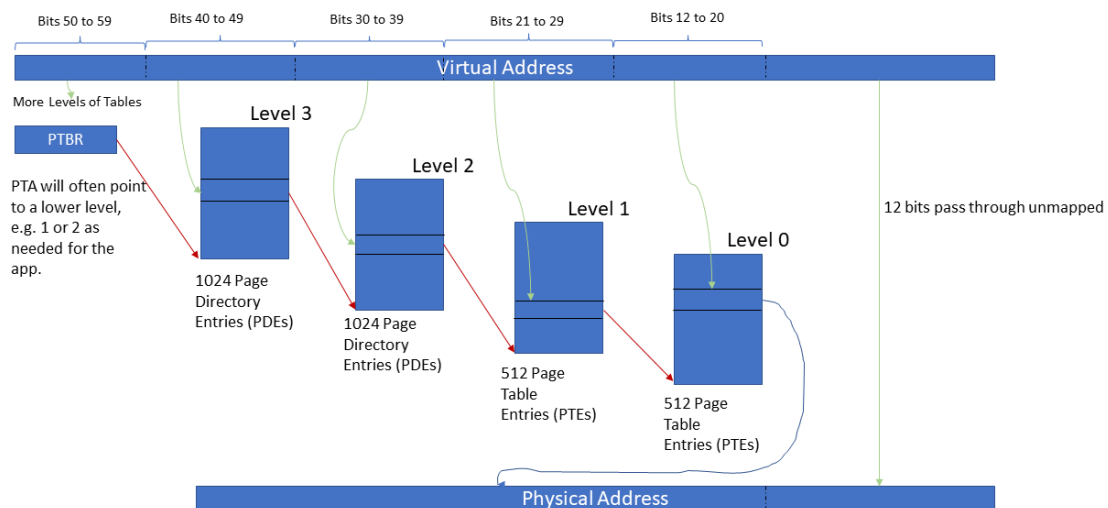 Bits 50 to 59
Bits 40 to 49
Bits 30 to 39
Bits 21 to 29
Bits 12 to 20
Virtual Address
More Levels of Tables
PTBR
PTA will often point
to a lower level,
e.g. 1 or 2 as
needed for the
app.
Level 3
1024 Page
Directory
Entries (PDEs)
Level 2
1024 Page
Directory
Entries (PDEs)
Level 1
512 Page
Table
Entries (PTEs)
Level 0
512 Page
Table
Entries (PTEs)
12 bits pass through unmapped
Physical Address